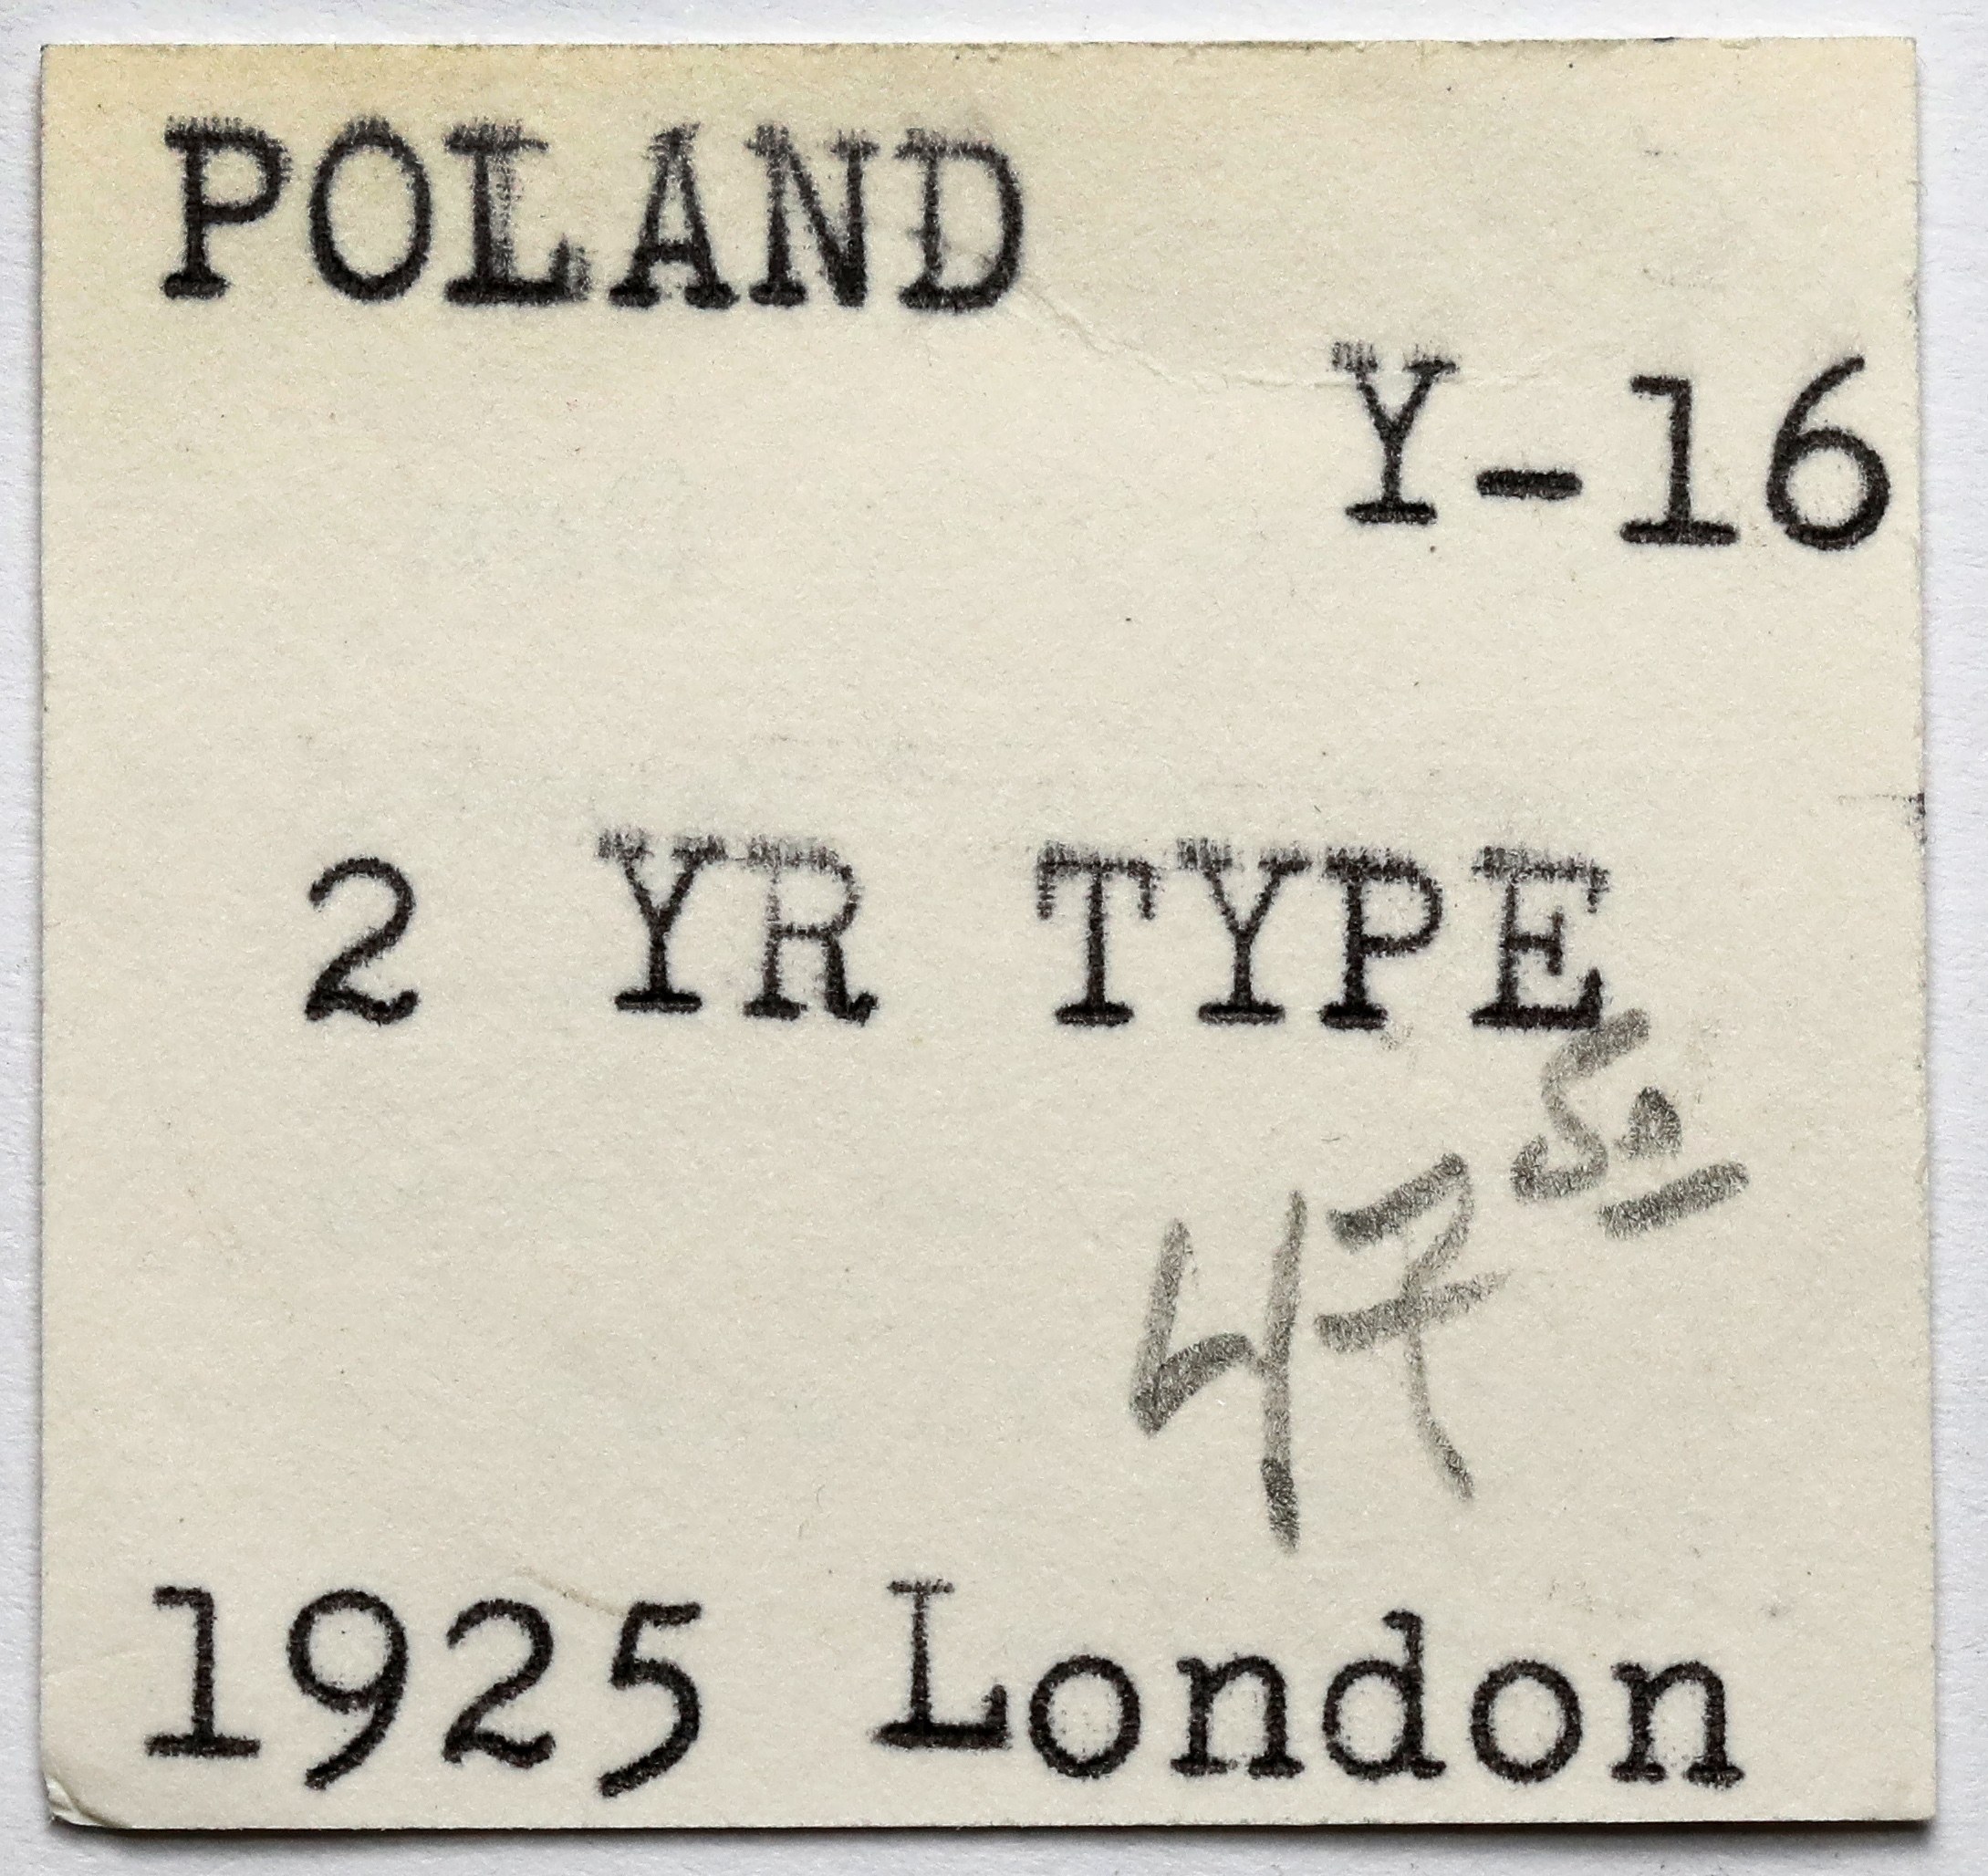 POLAND
Y-16
2 YR TYPE
47 50
1925 London